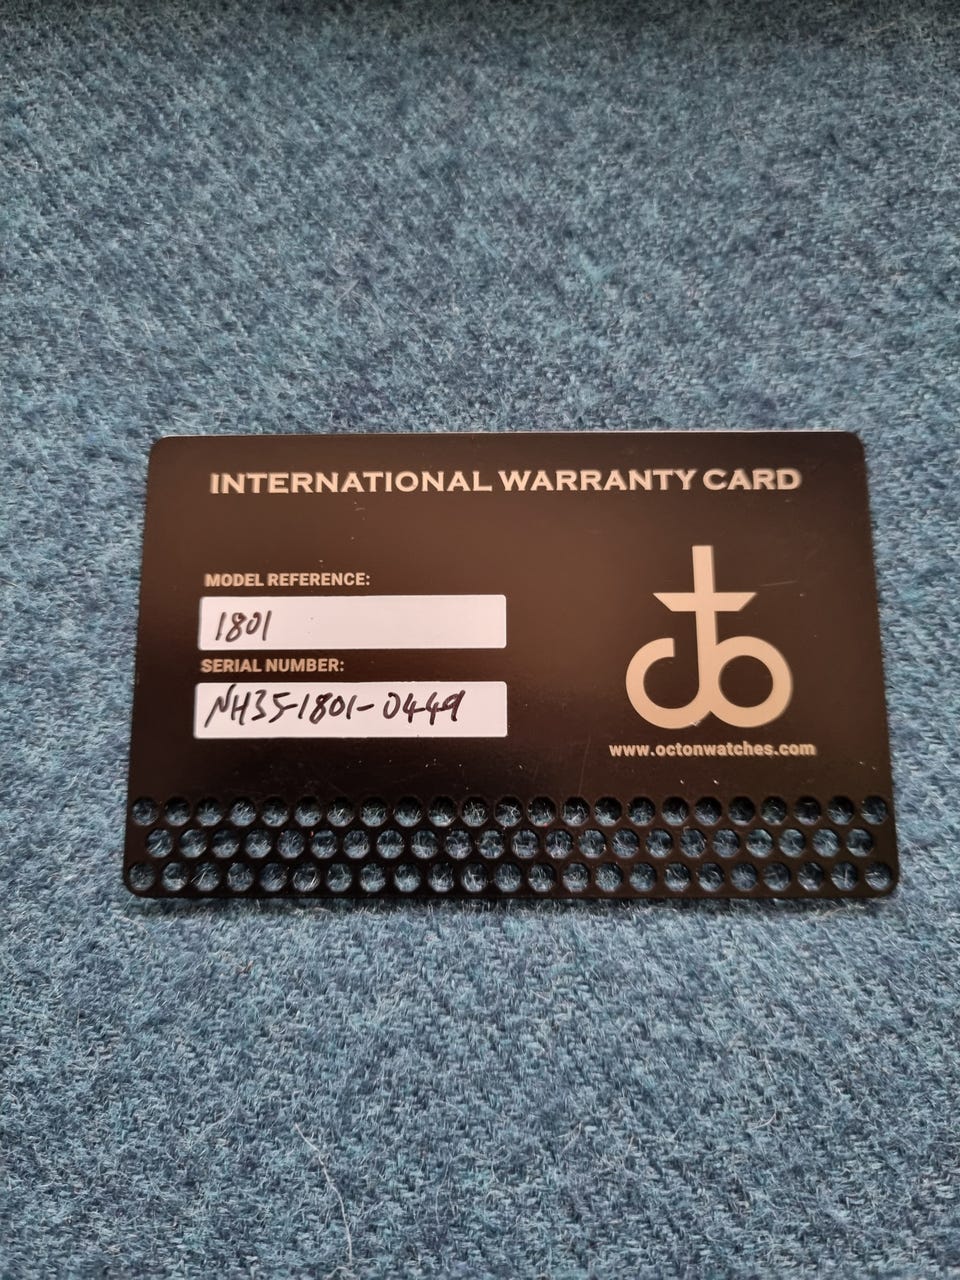 INTERNATIONAL WARRANTY CARD
MODEL REFERENCE:
1801
SERIAL NUMBER:
NH35-1801-0449
www.octonwatches.com